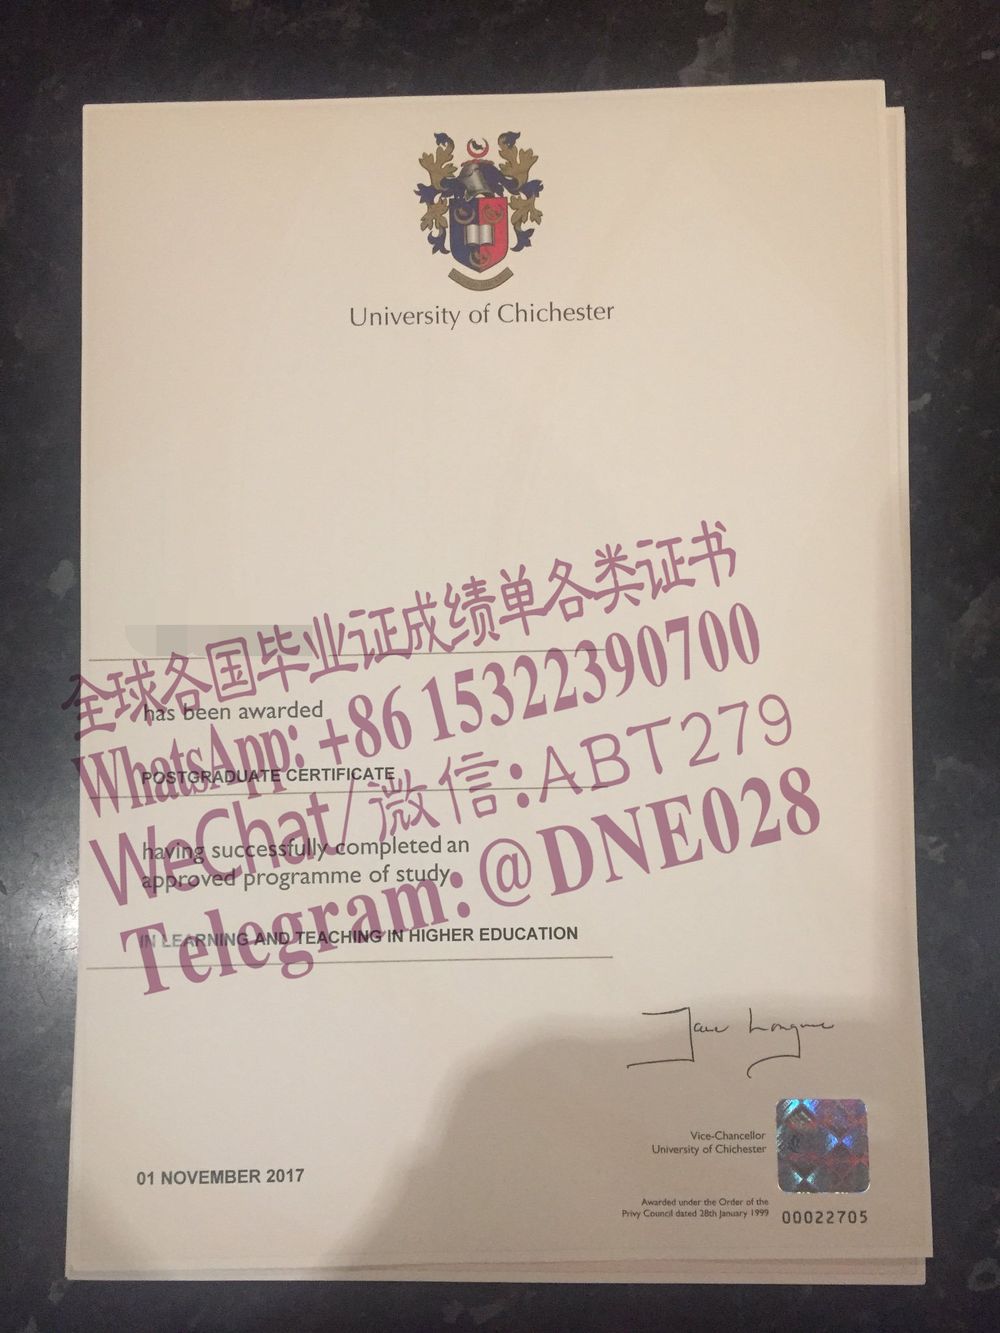 University of Chichester
全球各国毕业证成绩单各类证书
has been awarded
WhatsApp: +86 15322390700
POSTGRADUATE CERTIFICATE
WeChat/微信:ABT279
having successfully completed an
approved programme of study
Telegram:@DNE028
IN LEARNING AND TEACHING IN HIGHER EDUCATION
Jane Longmore
Vice-Chancellor
University of Chichester
01 NOVEMBER 2017
Awarded under the Order of the
Privy Council dated 28th January 1999
00022705